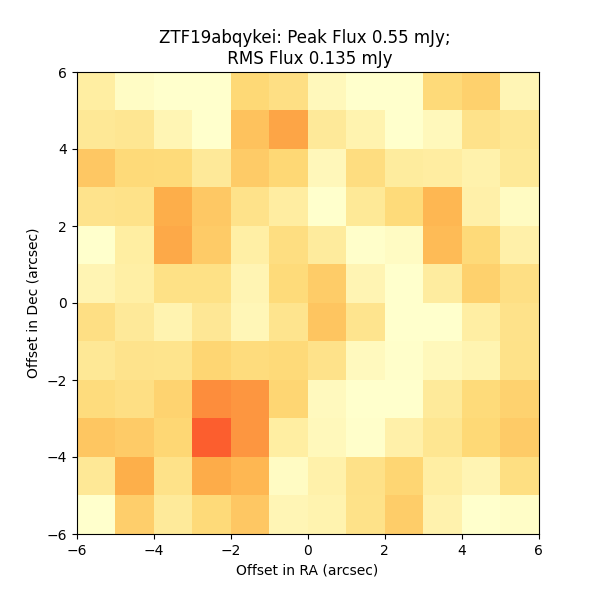 ZTF19abqykei: Peak Flux 0.55 mJy;
RMS Flux 0.135 mJy
6
4
2
0
−2
−4
−6
Offset in Dec (arcsec)
−6 −4 −2 0 2 4 6
Offset in RA (arcsec)